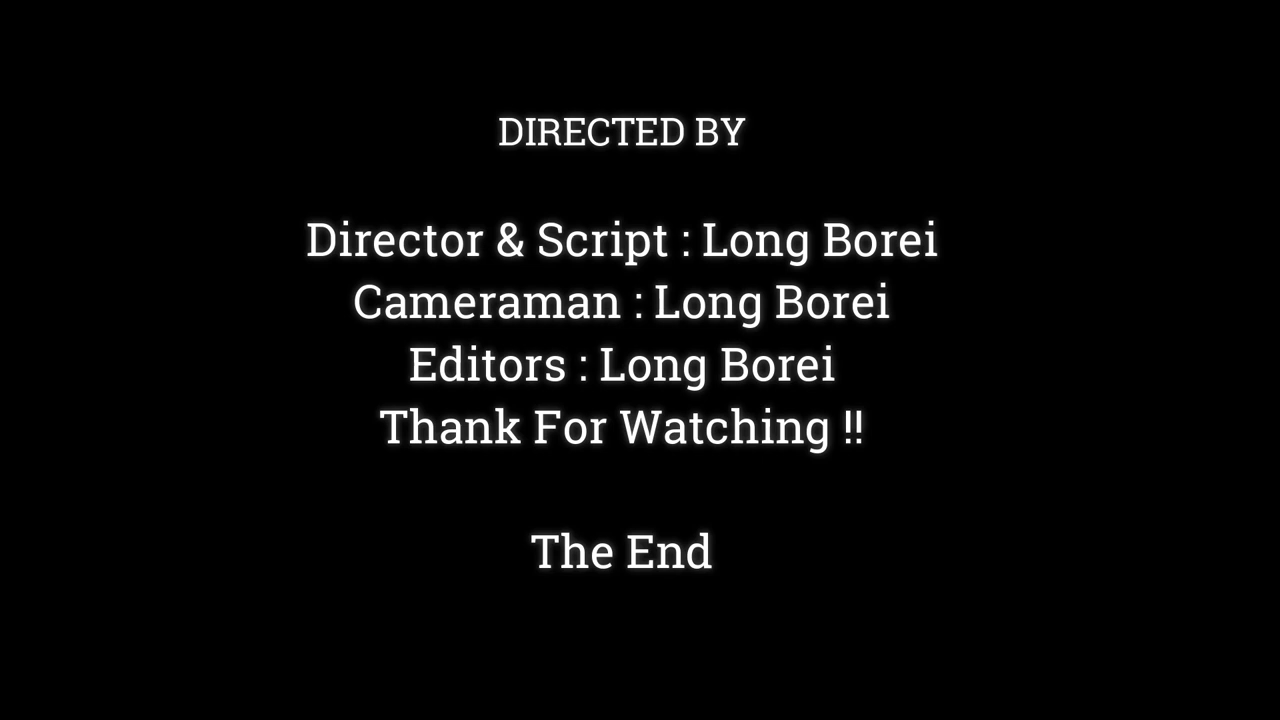 DIRECTED BY
Director & Script : Long Borei
Cameraman : Long Borei
Editors : Long Borei
Thank For Watching !!
The End